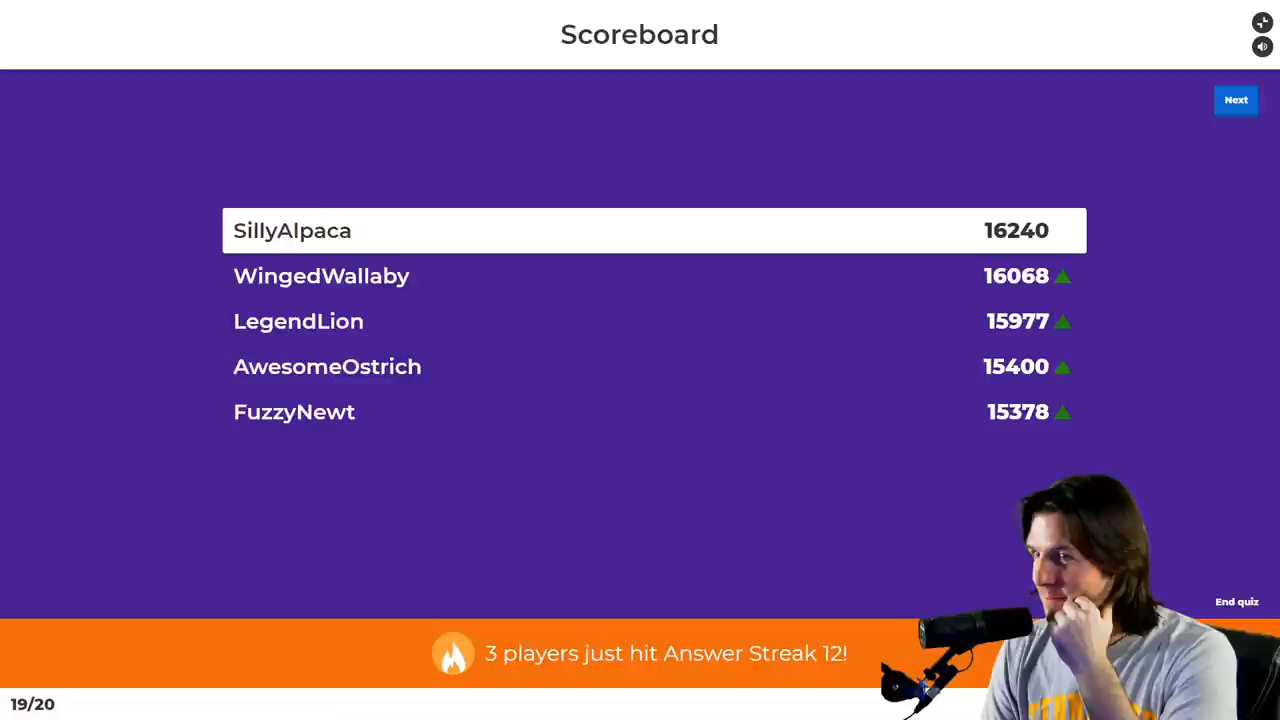 Scoreboard
Next
SillyAlpaca 16240
WingedWallaby 16068
LegendLion 15977
AwesomeOstrich 15400
FuzzyNewt 15378
End quiz
3 players just hit Answer Streak 12!
19/20